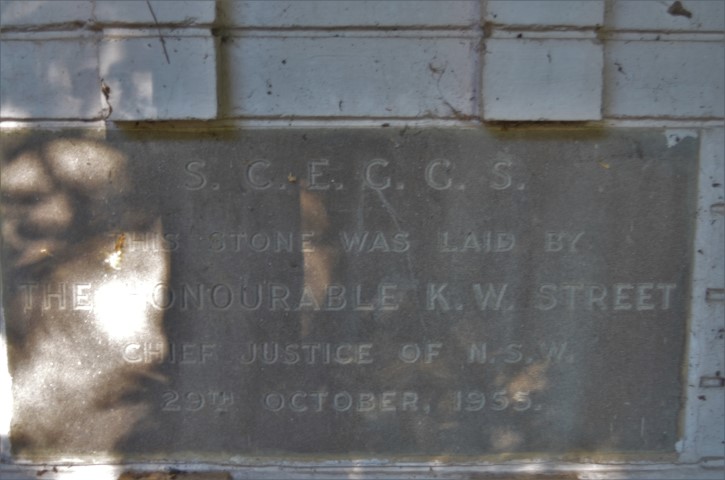 S. C. E. G. G. S.
THIS STONE WAS LAID BY
THE HONOURABLE K.W. STREET
CHIEF JUSTICE OF N.S.W.
29TH OCTOBER, 1955.